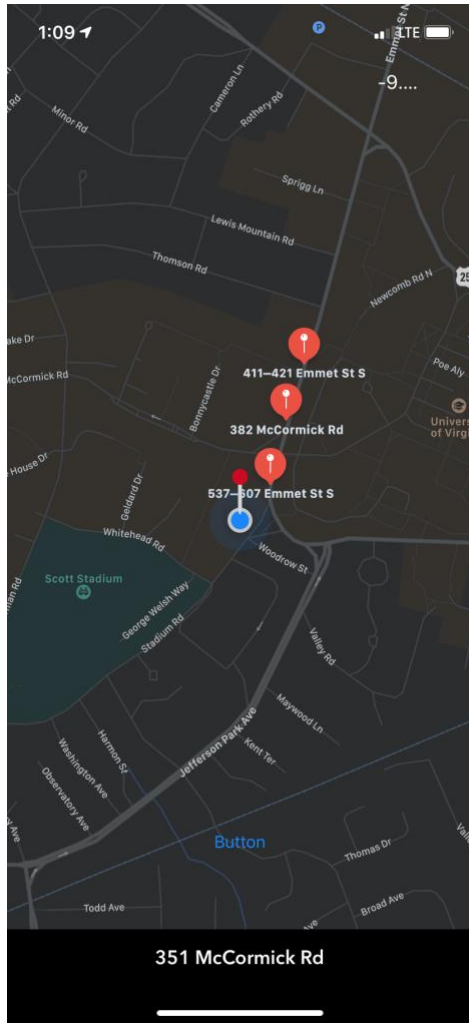 1:09
LTE
P
Emmet St N
-9....
Cameron Ln
Rothery Rd
Minor Rd
Sprigg Ln
Lewis Mountain Rd
Thomson Rd
Newcomb Rd N
25
ake Dr
McCormick Rd
Bonnycastle Dr
411–421 Emmet St S
Poe Aly
382 McCormick Rd
Univers
of Virgi
House Dr
Geldard Dr
537–607 Emmet St S
Whitehead Rd
Woodrow St
Scott Stadium
George Welsh Way
Stadium Rd
man Rd
Valley Rd
Maywood Ln
Jefferson Park Ave
Kent Ter
Harmon St
Washington Ave
Observatory Ave
Button
Thomas Dr
Todd Ave
Broad Ave
351 McCormick Rd